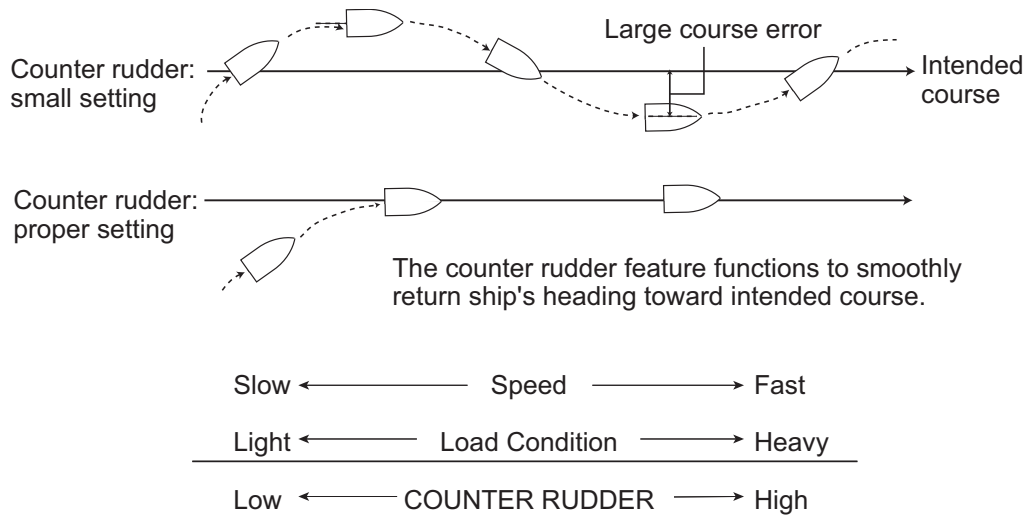 Large course error
Counter rudder:
small setting
Intended
course
Counter rudder:
proper setting
The counter rudder feature functions to smoothly
return ship's heading toward intended course.
Slow Speed Fast
Light Load Condition Heavy
Low COUNTER RUDDER High